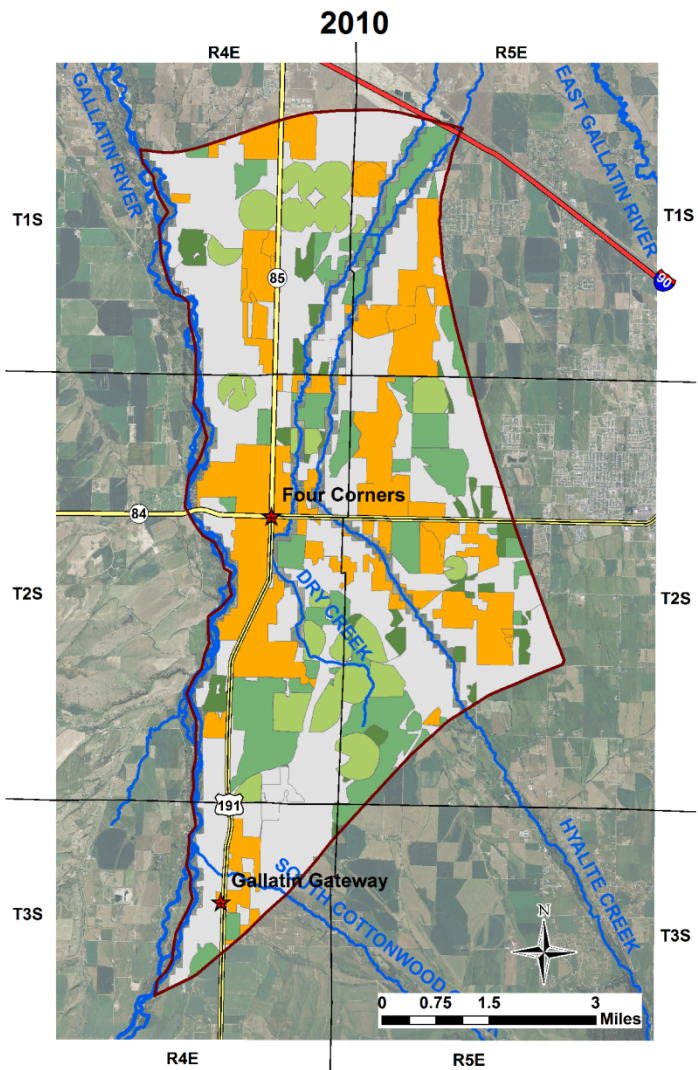 2010
R4E
R5E
GALLATIN RIVER
EAST GALLATIN RIVER
T1S
T1S
85
90
Four Corners
84
DRY CREEK
T2S
T2S
191
HYALITE CREEK
Gallatin Gateway
SOUTH COTTONWOOD
T3S
T3S
N
0 0.75 1.5 3
Miles
R4E
R5E